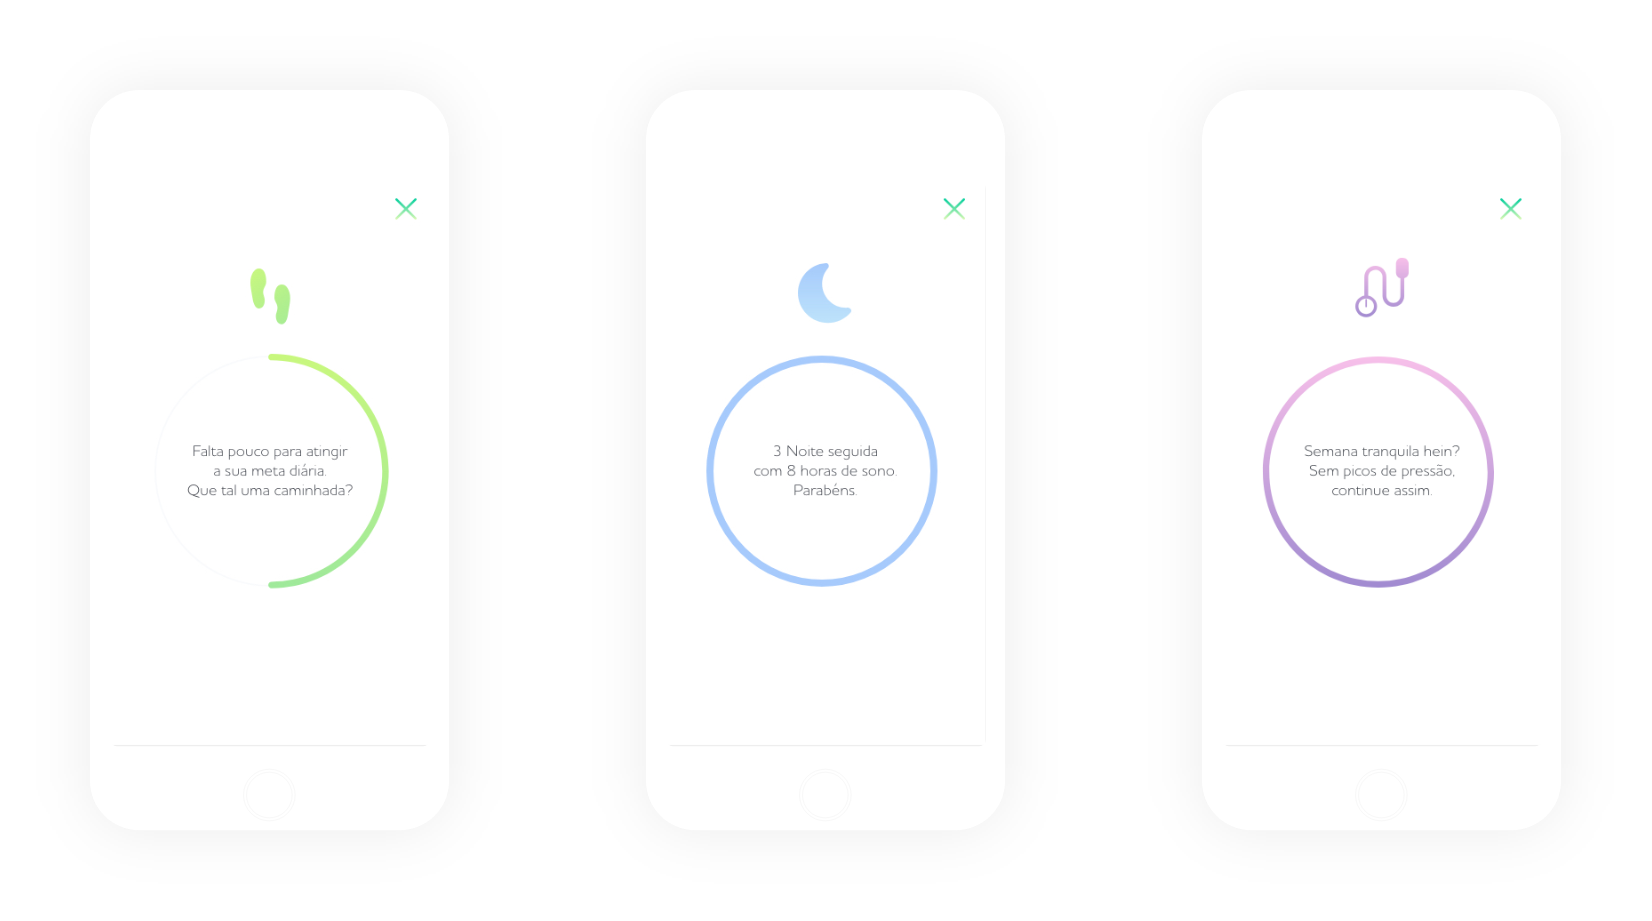 Falta pouco para atingir
a sua meta diária.
Que tal uma caminhada?
3 Noite seguida
com 8 horas de sono.
Parabéns.
Semana tranquila hein?
Sem picos de pressão,
continue assim.